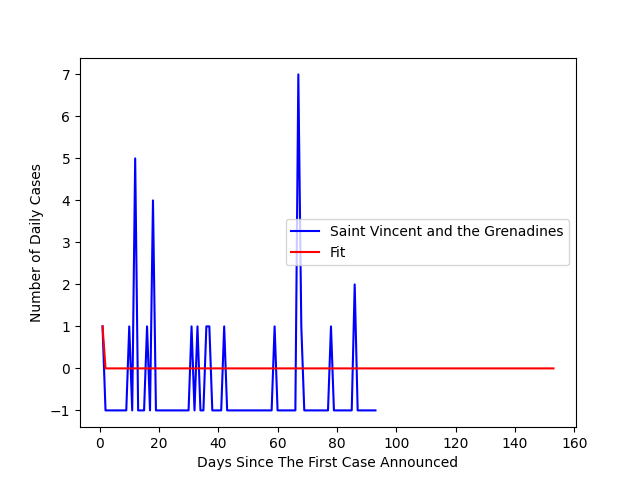 7
6
5
4
3
2
1
0
−1
Number of Daily Cases
Saint Vincent and the Grenadines
Fit
0 20 40 60 80 100 120 140 160
Days Since The First Case Announced